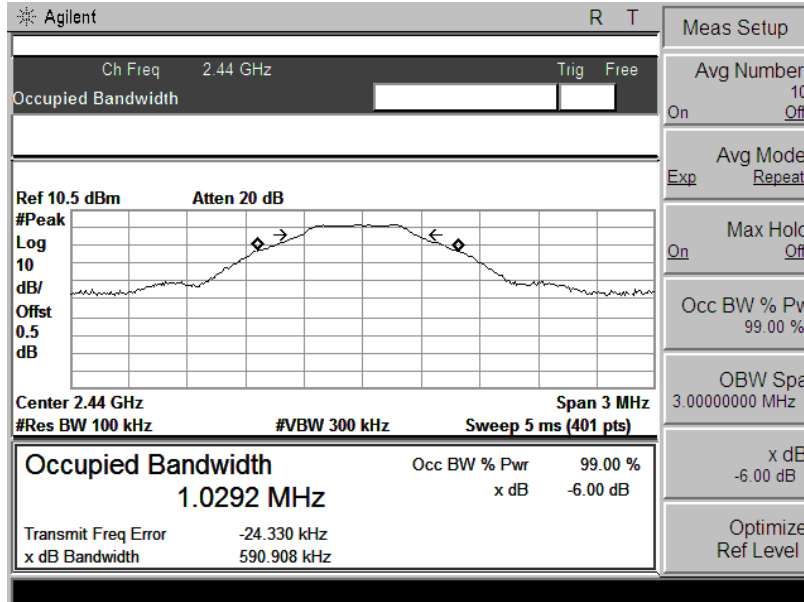 Agilent R T
Ch Freq 2.44 GHz Trig Free
Occupied Bandwidth
Ref 10.5 dBm Atten 20 dB
#Peak
Log
10
dB/
Offst
0.5
dB
Center 2.44 GHz Span 3 MHz
#Res BW 100 kHz #VBW 300 kHz Sweep 5 ms (401 pts)
Occupied Bandwidth
1.0292 MHz
Occ BW % Pwr 99.00 %
x dB -6.00 dB
Transmit Freq Error -24.330 kHz
x dB Bandwidth 590.908 kHz
Meas Setup
Avg Number
10
On Off
Avg Mode
Exp Repeat
Max Hold
On Off
Occ BW % Pw
99.00 %
OBW Spa
3.00000000 MHz
x dB
-6.00 dB
Optimize
Ref Level